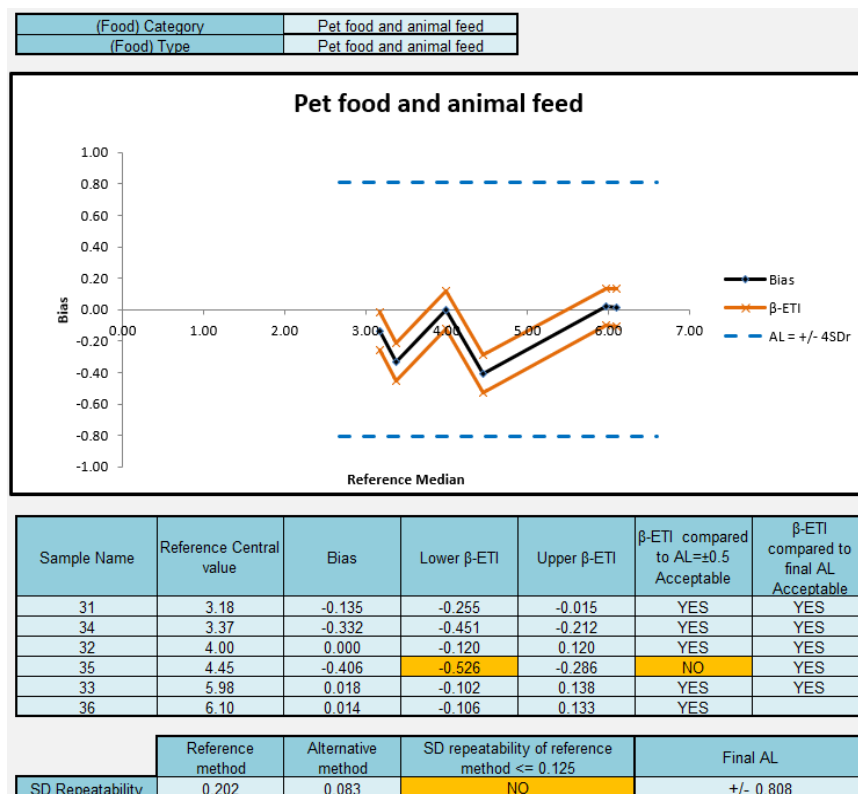 (Food) Category Pet food and animal feed
(Food) Type Pet food and animal feed
Pet food and animal feed
1.00
0.80
0.60
0.40
0.20
0.00
-0.20
-0.40
-0.60
-0.80
-1.00
Bias
0.00 1.00 2.00 3.00 4.00 5.00 6.00 7.00
Reference Median
Bias
β-ETI
AL = +/- 4SDr
Sample Name Reference Central value Bias Lower β-ETI Upper β-ETI β-ETI compared to AL=±0.5 Acceptable β-ETI compared to final AL Acceptable
31 3.18 -0.135 -0.255 -0.015 YES YES
34 3.37 -0.332 -0.451 -0.212 YES YES
32 4.00 0.000 -0.120 0.120 YES YES
35 4.45 -0.406 -0.526 -0.286 NO YES
33 5.98 0.018 -0.102 0.138 YES YES
36 6.10 0.014 -0.106 0.133 YES
Reference method Alternative method SD repeatability of reference method <= 0.125 Final AL
SD Repeatability 0.202 0.083 NO +/- 0.808